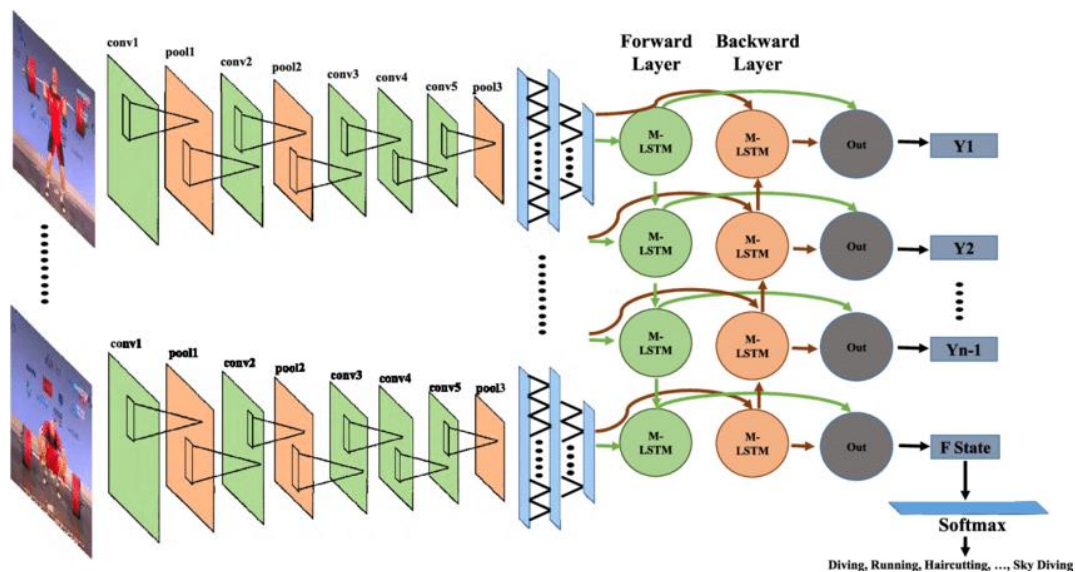 conv1
pool1
conv2
pool2
conv3
conv4
conv5
pool3
Forward
Layer
Backward
Layer
M-
LSTM
M-
LSTM
Out
Y1
M-
LSTM
M-
LSTM
Out
Y2
M-
LSTM
M-
LSTM
Out
Yn-1
conv1
pool1
conv2
pool2
conv3
conv4
conv5
pool3
M-
LSTM
M-
LSTM
Out
F State
Softmax
Diving, Running, Haircutting, ..., Sky Diving